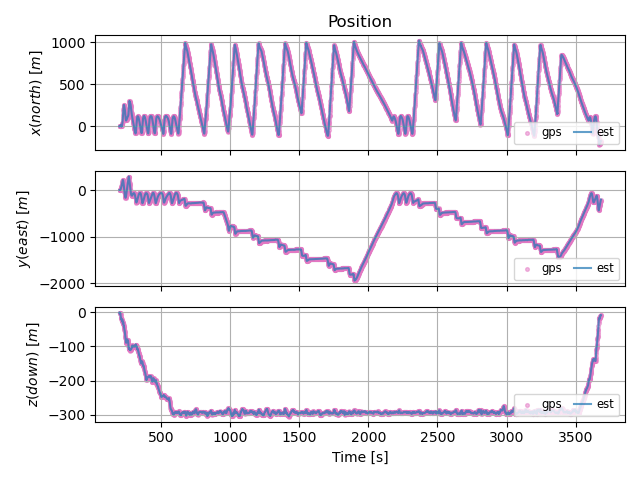 Position
x(north) [m]
1000
500
0
gps est
y(east) [m]
0
−1000
−2000
gps est
z(down) [m]
0
−100
−200
−300
gps est
500 1000 1500 2000 2500 3000 3500
Time [s]